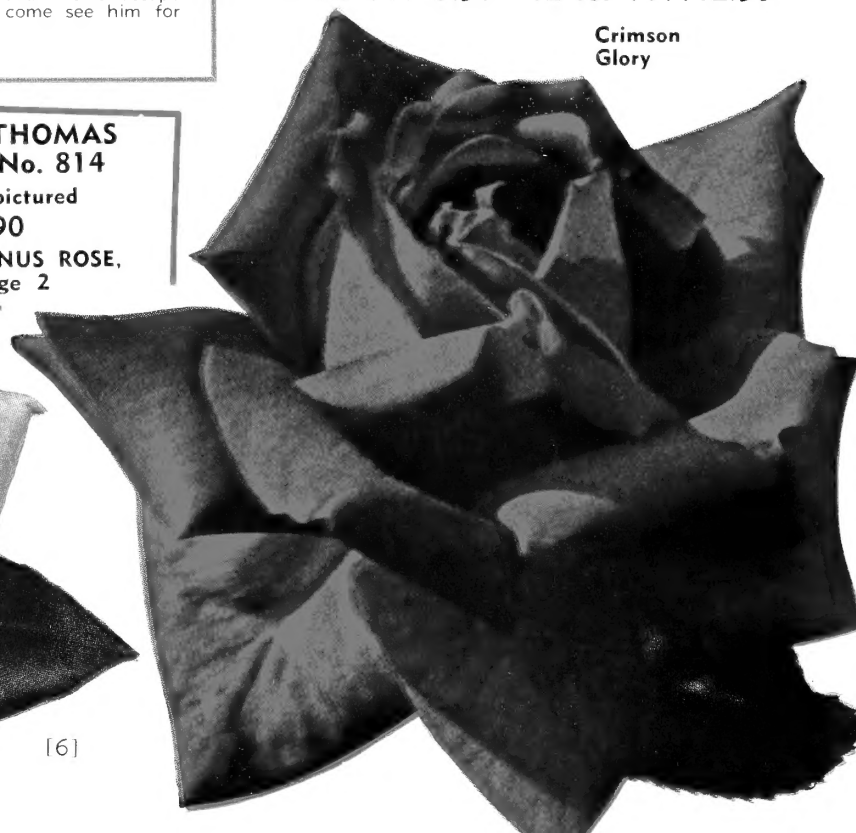 come see him for
Crimson
Glory
THOMAS
No. 814
pictured
90
NUS ROSE,
ge 2
[6]